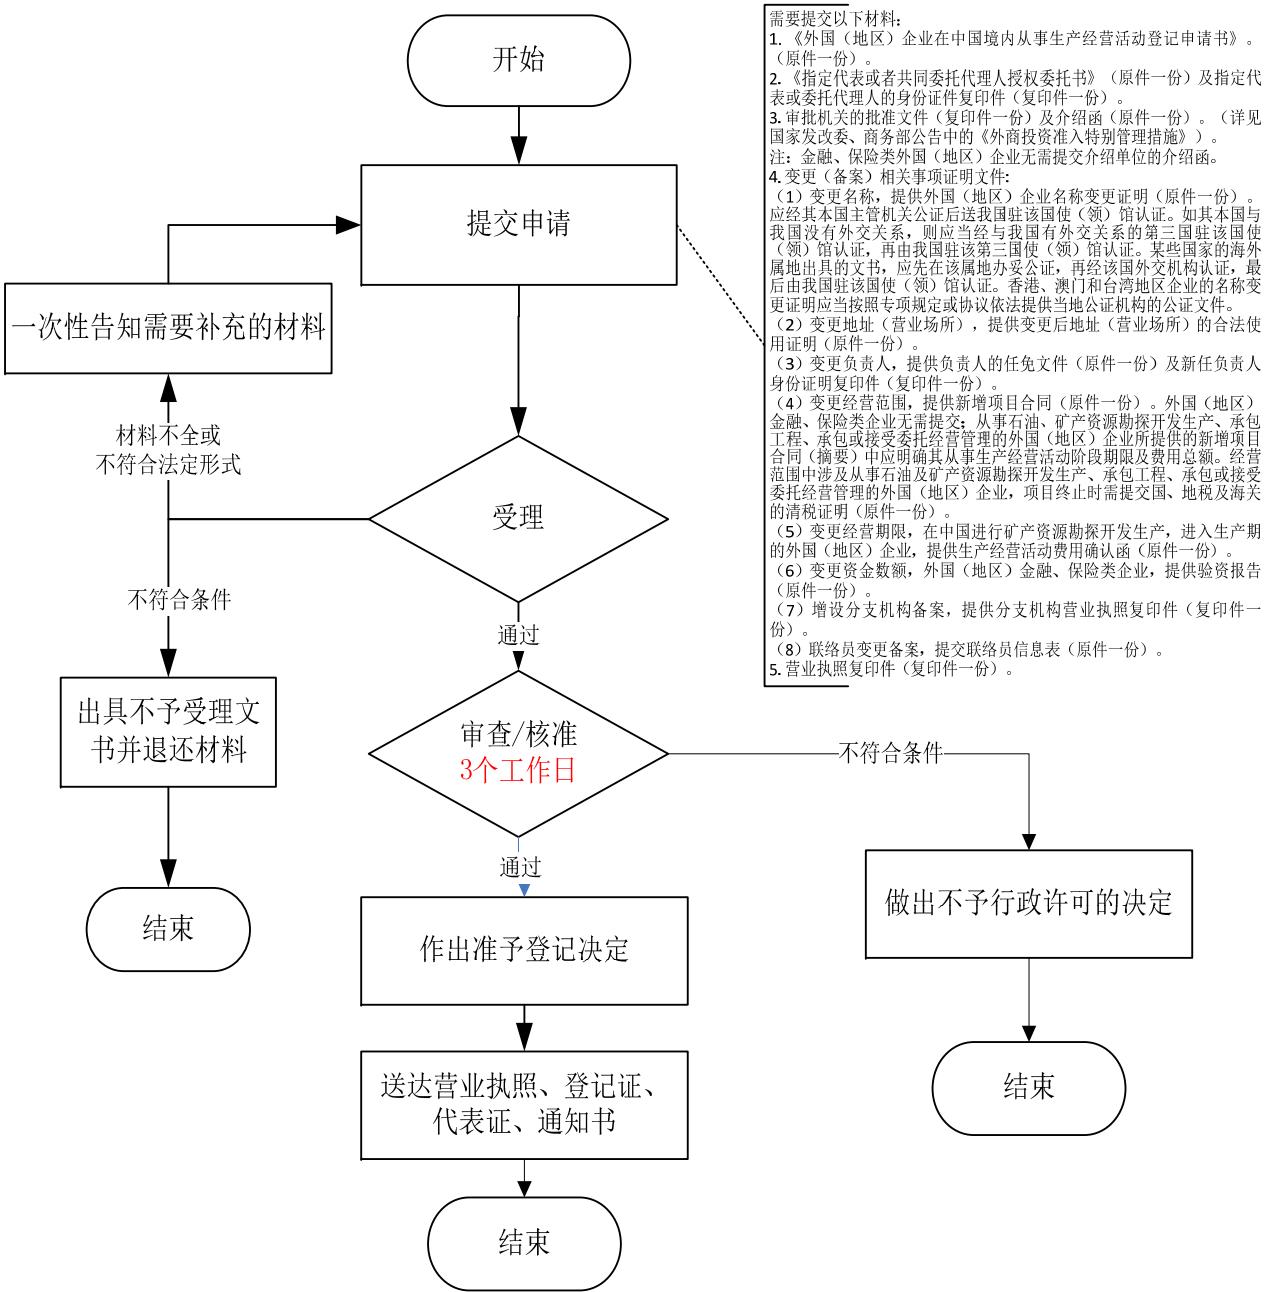 开始
提交申请
一次性告知需要补充的材料
材料不全或
不符合法定形式
受理
不符合条件
通过
出具不予受理文
书并退还材料
审查/核准
3个工作日
不符合条件
通过
结束
作出准予登记决定
做出不予行政许可的决定
送达营业执照、登记证、
代表证、通知书
结束
结束
需要提交以下材料：
1. 《外国（地区）企业在中国境内从事生产经营活动登记申请书》。
（原件一份）。
2. 《指定代表或者共同委托代理人授权委托书》（原件一份）及指定代
表或委托代理人的身份证件复印件（复印件一份）。
3. 审批机关的批准文件（复印件一份）及介绍函（原件一份）。（详见
国家发改委、商务部公告中的《外商投资准入特别管理措施》）。
注：金融、保险类外国（地区）企业无需提交介绍单位的介绍函。
4. 变更（备案）相关事项证明文件：
（1）变更名称，提供外国（地区）企业名称变更证明（原件一份）。
应经其本国主管机关公证后送我国驻该国使（领）馆认证。如其本国与
我国没有外交关系，则应当经与我国有外交关系的第三国驻该国使
（领）馆认证，再由我国驻该第三国使（领）馆认证。某些国家的海外
属地出具的文书，应先在该属地办妥公证，再经该国外交机构认证，最
后由我国驻该国使（领）馆认证。香港、澳门和台湾地区企业的名称变
更证明应当按照专项规定或协议依法提供当地公证机构的公证文件。
（2）变更地址（营业场所），提供变更后地址（营业场所）的合法使
用证明（原件一份）。
（3）变更负责人，提供负责人的任免文件（原件一份）及新任负责人
身份证明复印件（复印件一份）。
（4）变更经营范围，提供新增项目合同（原件一份）。外国（地区）
金融、保险类企业无需提交；从事石油、矿产资源勘探开发生产、承包
工程、承包或接受委托经营管理的外国（地区）企业所提供的新增项目
合同（摘要）中应明确其从事生产经营活动阶段期限及费用总额。经营
范围中涉及从事石油及矿产资源勘探开发生产、承包工程、承包或接受
委托经营管理的外国（地区）企业，项目终止时需提交国、地税及海关
的清税证明（原件一份）。
（5）变更经营期限，在中国进行矿产资源勘探开发生产，进入生产期
的外国（地区）企业，提供生产经营活动费用确认函（原件一份）。
（6）变更资金数额，外国（地区）金融、保险类企业，提供验资报告
（原件一份）。
（7）增设分支机构备案，提供分支机构营业执照复印件（复印件一
份）。
（8）联络员变更备案，提交联络员信息表（原件一份）。
5. 营业执照复印件（复印件一份）。